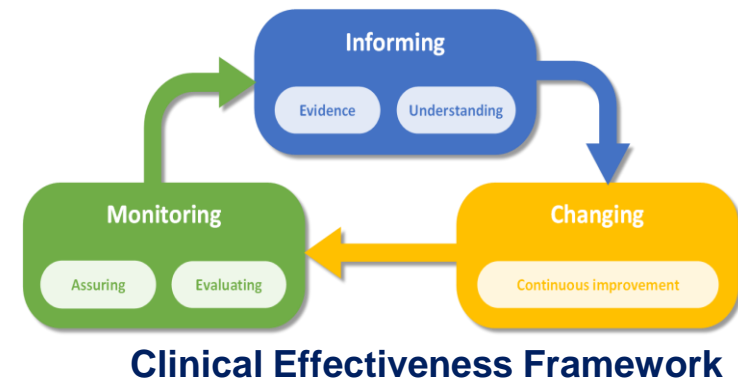 Informing
Evidence
Understanding
Monitoring
Assuring
Evaluating
Changing
Continuous improvement
Clinical Effectiveness Framework